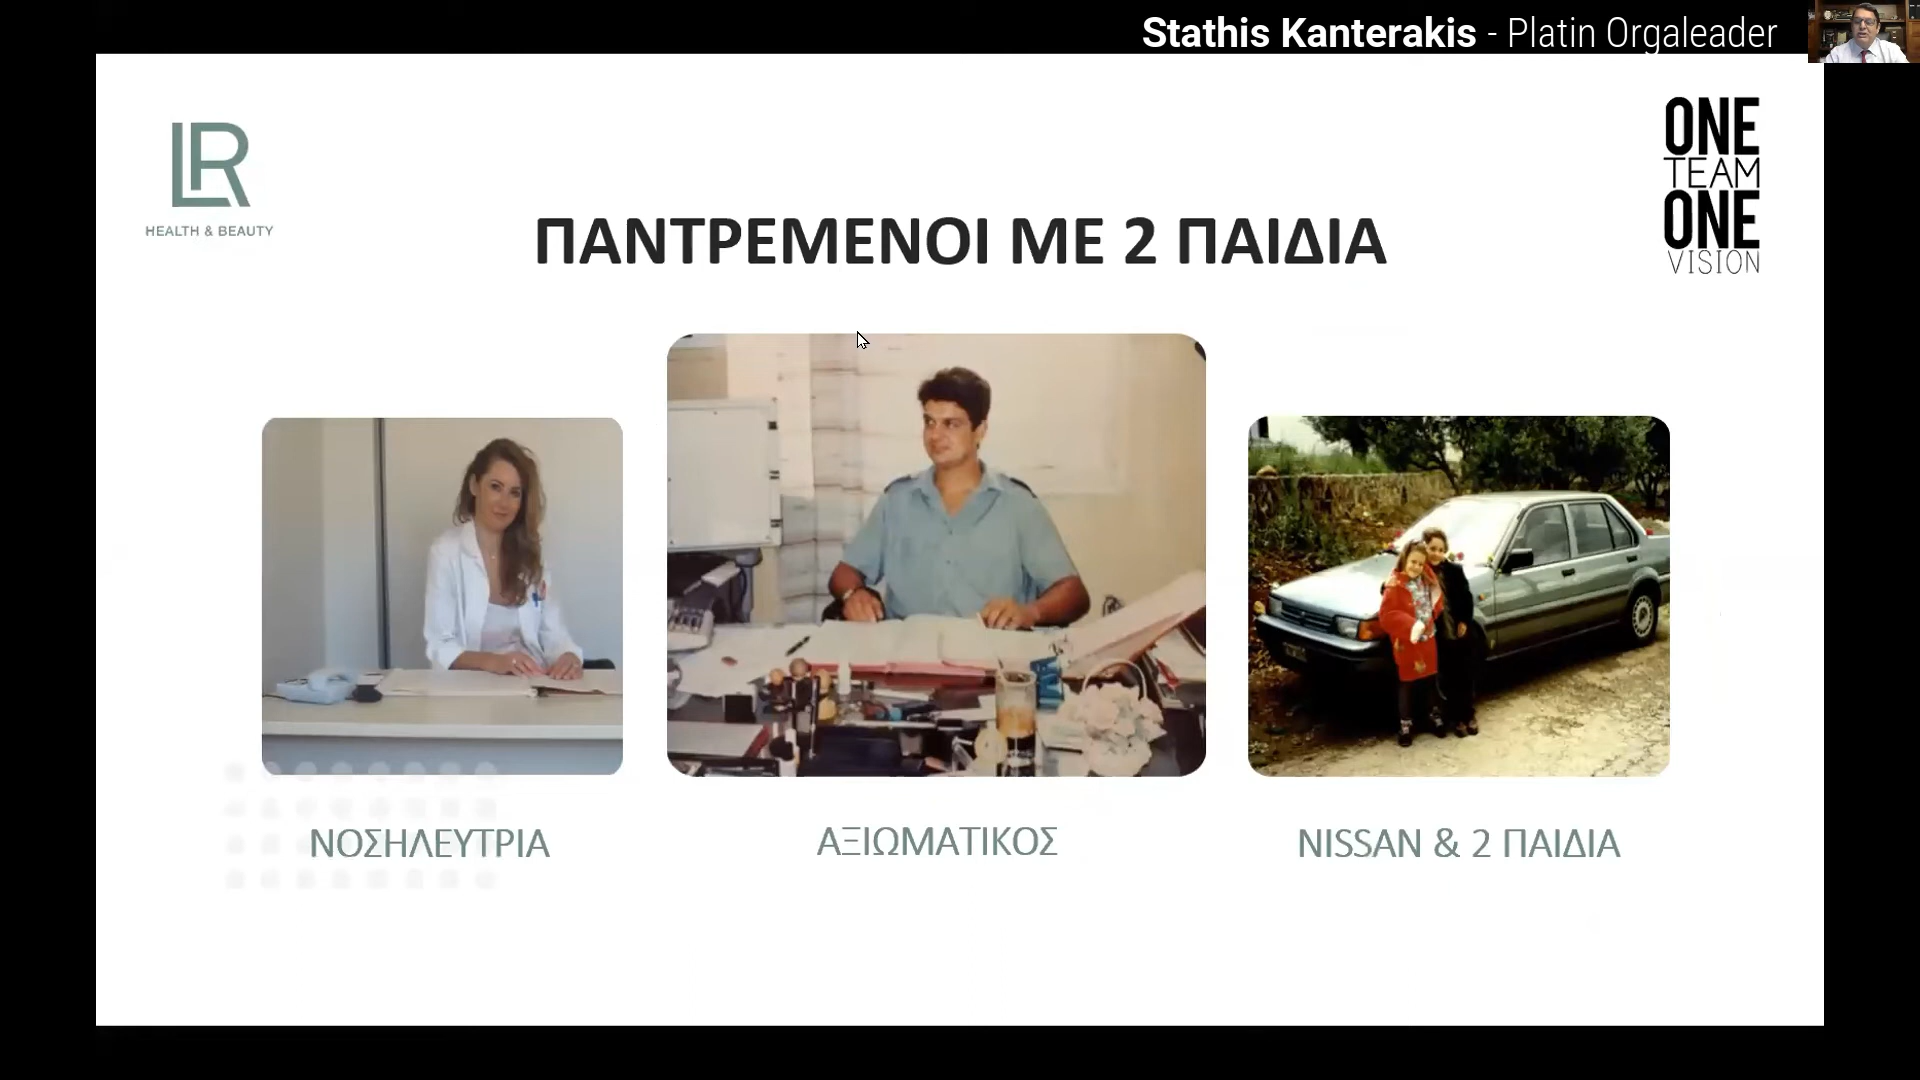 Stathis Kanterakis - Platin Orgaleader
LR
HEALTH & BEAUTY
ONE
TEAM
ONE
VISION
ΠΑΝΤΡΕΜΕΝΟΙ ΜΕ 2 ΠΑΙΔΙΑ
ΝΟΣΗΛΕΥΤΡΙΑ
ΑΞΙΩΜΑΤΙΚΟΣ
NISSAN & 2 ΠΑΙΔΙΑ